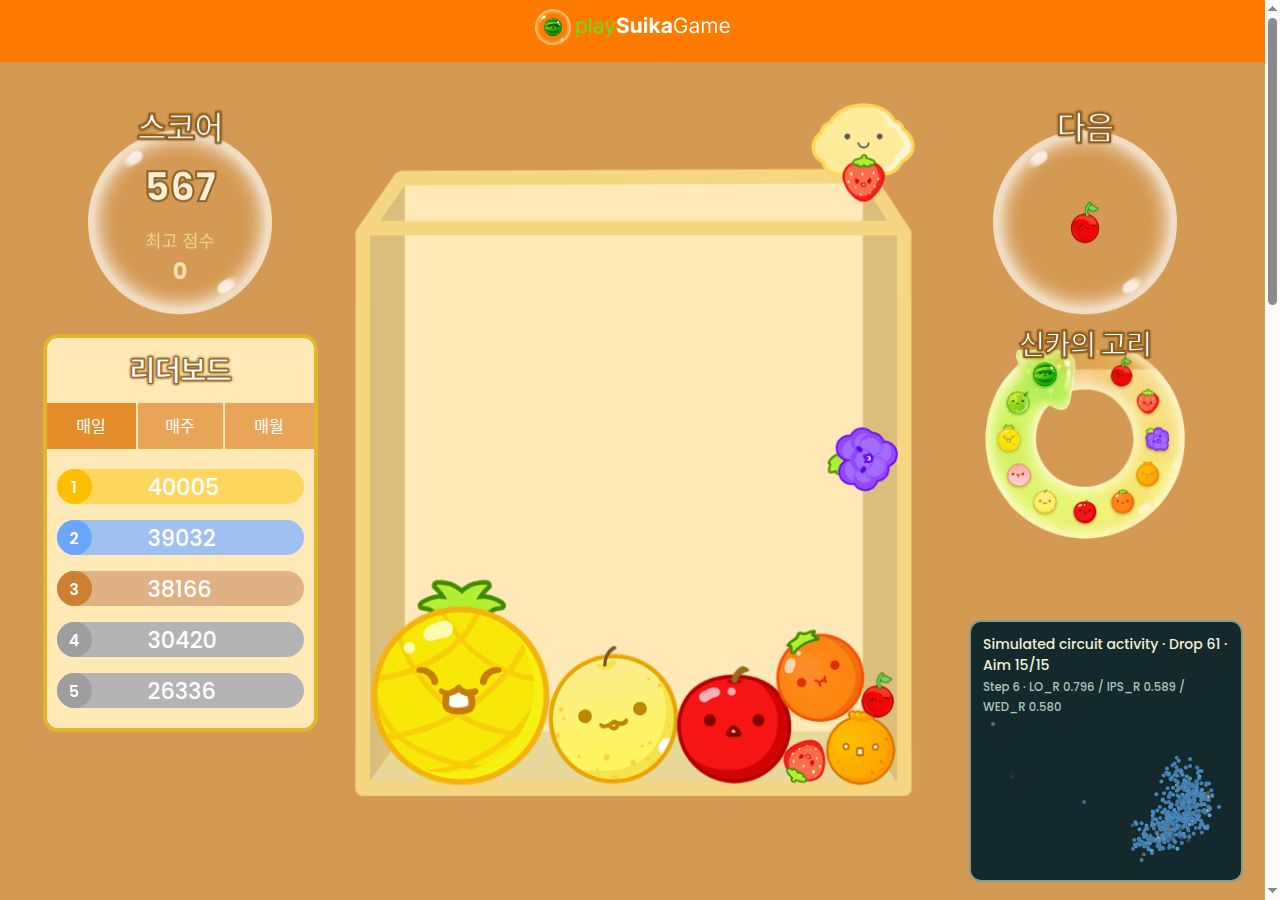 playSuikaGame
스코어
567
최고 점수
0
다음
신카의 고리
리더보드
매일 매주 매월
1 40005
2 39032
3 38166
4 30420
5 26336
Simulated circuit activity · Drop 61 ·
Aim 15/15
Step 6 · LO_R 0.796 / IPS_R 0.589 /
WED_R 0.580